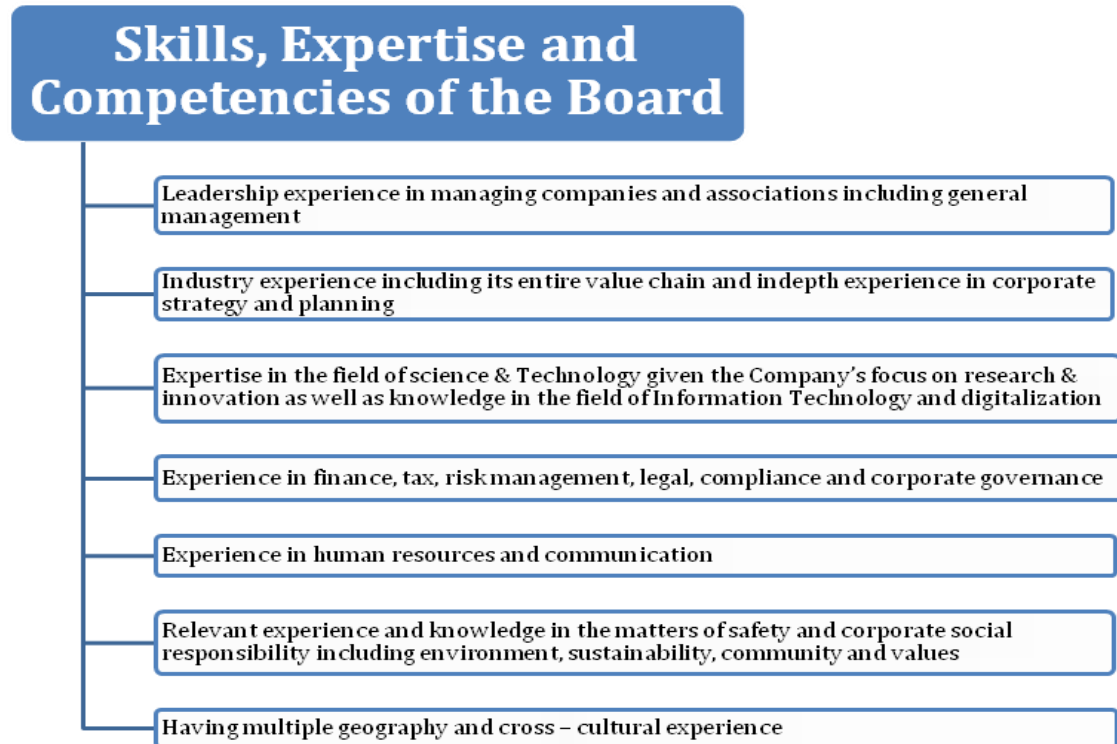 Skills, Expertise and
Competencies of the Board
Leadership experience in managing companies and associations including general
management
Industry experience including its entire value chain and indepth experience in corporate
strategy and planning
Expertise in the field of science & Technology given the Company’s focus on research &
innovation as well as knowledge in the field of Information Technology and digitalization
Experience in finance, tax, risk management, legal, compliance and corporate governance
Experience in human resources and communication
Relevant experience and knowledge in the matters of safety and corporate social
responsibility including environment, sustainability, community and values
Having multiple geography and cross – cultural experience